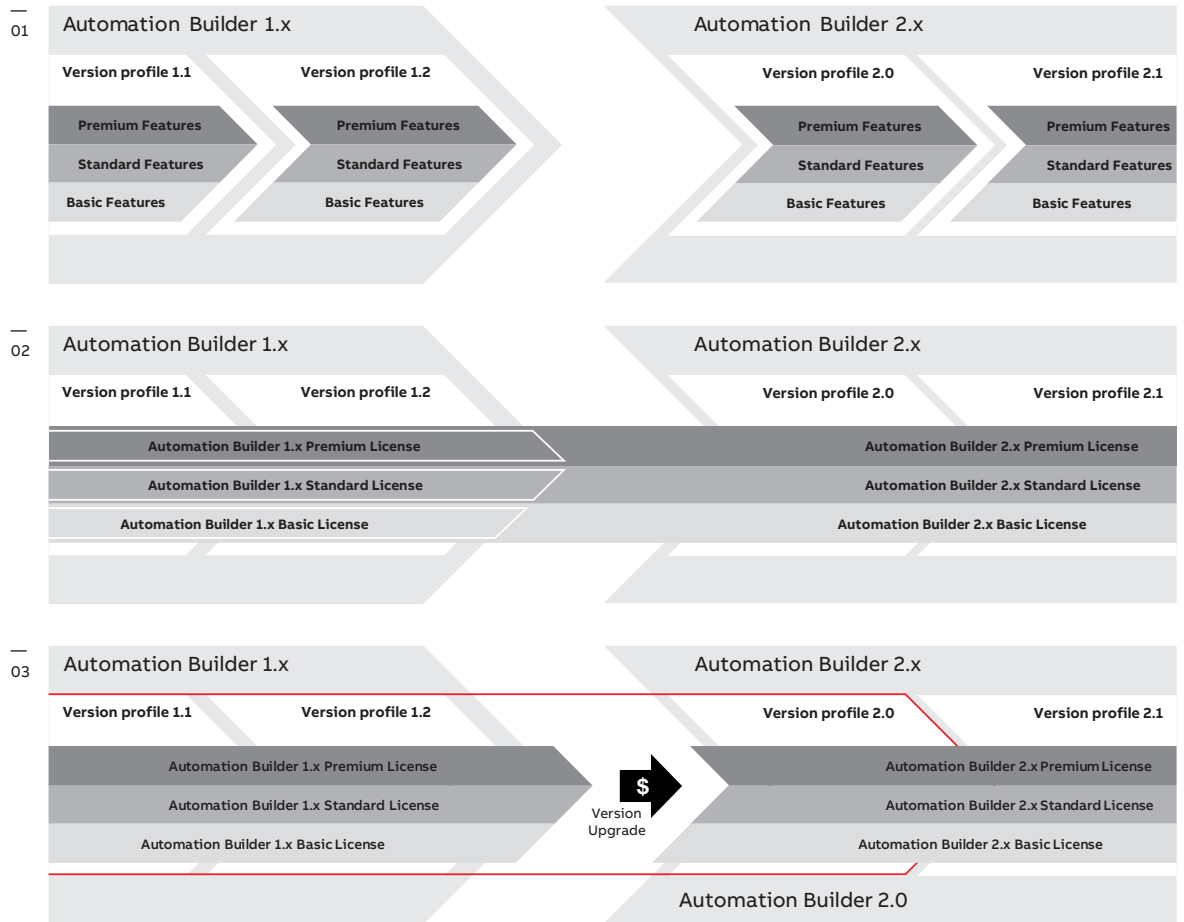 01
Automation Builder 1.x
Automation Builder 2.x
Version profile 1.1
Version profile 1.2
Version profile 2.0
Version profile 2.1
Premium Features
Premium Features
Premium Features
Premium Features
Standard Features
Standard Features
Standard Features
Standard Features
Basic Features
Basic Features
Basic Features
Basic Features
02
Automation Builder 1.x
Automation Builder 2.x
Version profile 1.1
Version profile 1.2
Version profile 2.0
Version profile 2.1
Automation Builder 1.x Premium License
Automation Builder 2.x Premium License
Automation Builder 1.x Standard License
Automation Builder 2.x Standard License
Automation Builder 1.x Basic License
Automation Builder 2.x Basic License
03
Automation Builder 1.x
Automation Builder 2.x
Version profile 1.1
Version profile 1.2
Version profile 2.0
Version profile 2.1
Automation Builder 1.x Premium License
Automation Builder 2.x Premium License
$
Automation Builder 1.x Standard License
Version
Upgrade
Automation Builder 2.x Standard License
Automation Builder 1.x Basic License
Automation Builder 2.x Basic License
Automation Builder 2.0